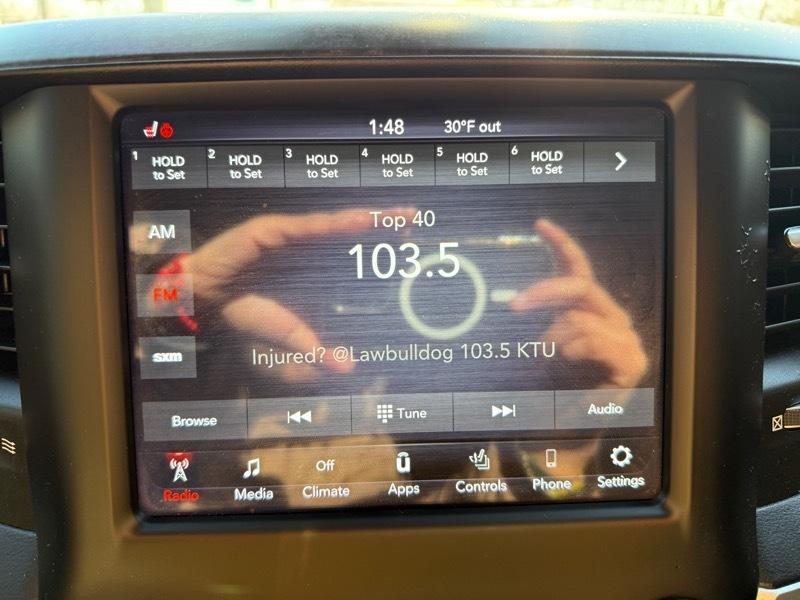 1:48 30°F out
1 HOLD to Set 2 HOLD to Set 3 HOLD to Set 4 HOLD to Set 5 HOLD to Set 6 HOLD to Set
Top 40
AM
103.5
FM
Injured? @Lawbulldog 103.5 KTU
sxm
Browse Tune Audio
Off
Radio Media Climate Apps Controls Phone Settings